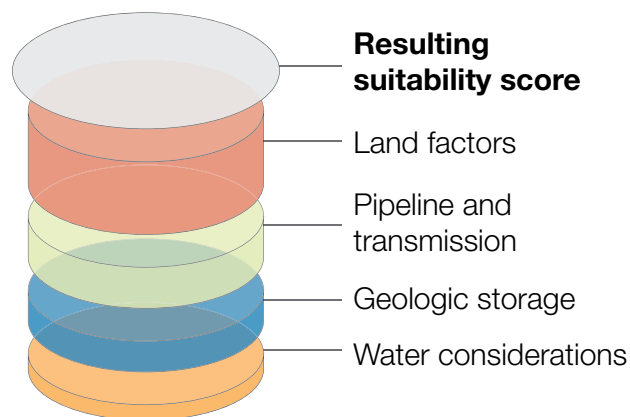 Resulting
suitability score
Land factors
Pipeline and
transmission
Geologic storage
Water considerations